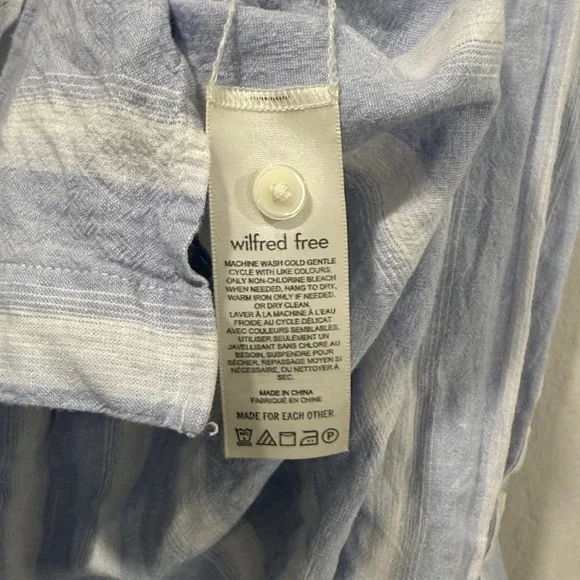 wilfred free
MACHINE WASH COLD GENTLE
CYCLE WITH LIKE COLOURS.
ONLY NON-CHLORINE BLEACH
WHEN NEEDED, HANG TO DRY,
WARM IRON ONLY IF NEEDED.
OR DRY CLEAN.
LAVER À LA MACHINE À L'EAU
FROIDE AU CYCLE DÉLICAT
AVEC COULEURS SEMBLABLES.
UTILISER SEULEMENT UN
JAVELLISANT SANS CHLORE AU
BESOIN, SUSPENDRE POUR
SÉCHER, REPASSAGE MOYEN SI
NÉCESSAIRE, OU NETTOYER À
SEC.
MADE IN CHINA
FABRIQUÉ EN CHINE
MADE FOR EACH OTHER
P